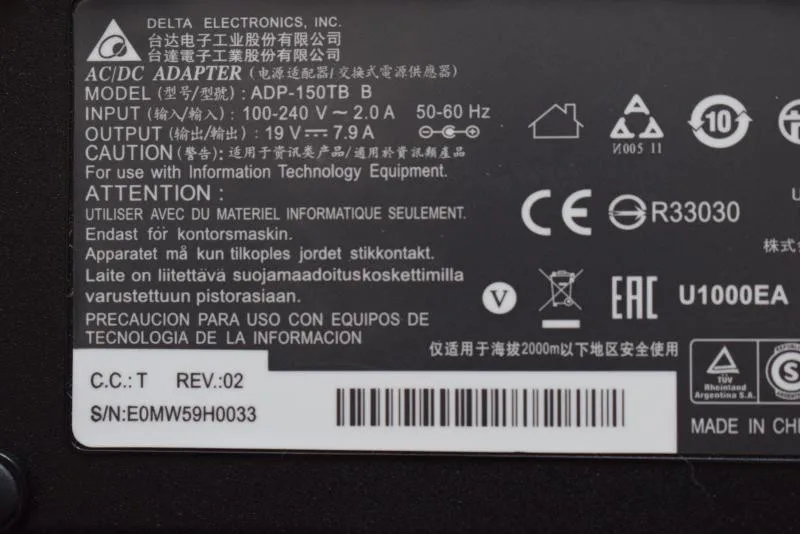 DELTA ELECTRONICS, INC.
台达电子工业股份有限公司
台達電子工業股份有限公司
AC/DC ADAPTER (电源适配器/交換式電源供應器)
MODEL (型号/型號) : ADP-150TB B
INPUT (输入/輸入) : 100-240 V ~ 2.0 A 50-60 Hz
OUTPUT (输出/輸出) : 19 V ⎓ 7.9 A
CAUTION (警告): 适用于资讯类产品/適用於資訊類產品
For use with Information Technology Equipment.
ATTENTION :
UTILISER AVEC DU MATERIEL INFORMATIQUE SEULEMENT.
Endast för kontorsmaskin.
Apparatet må kun tilkoples jordet stikkontakt.
Laite on liitettävä suojamaadoituskoskettimilla
varustettuun pistorasiaan.
PRECAUCION PARA USO CON EQUIPOS DE
TECNOLOGIA DE LA INFORMACION
10
И005 11
CE
R33030
株式
V
EAC
U1000EA
仅适用于海拔2000m以下地区安全使用
TÜV
Rheinland
Argentina S.A.
S
MADE IN CHI
C.C.: T REV.:02
S/N:E0MW59H0033